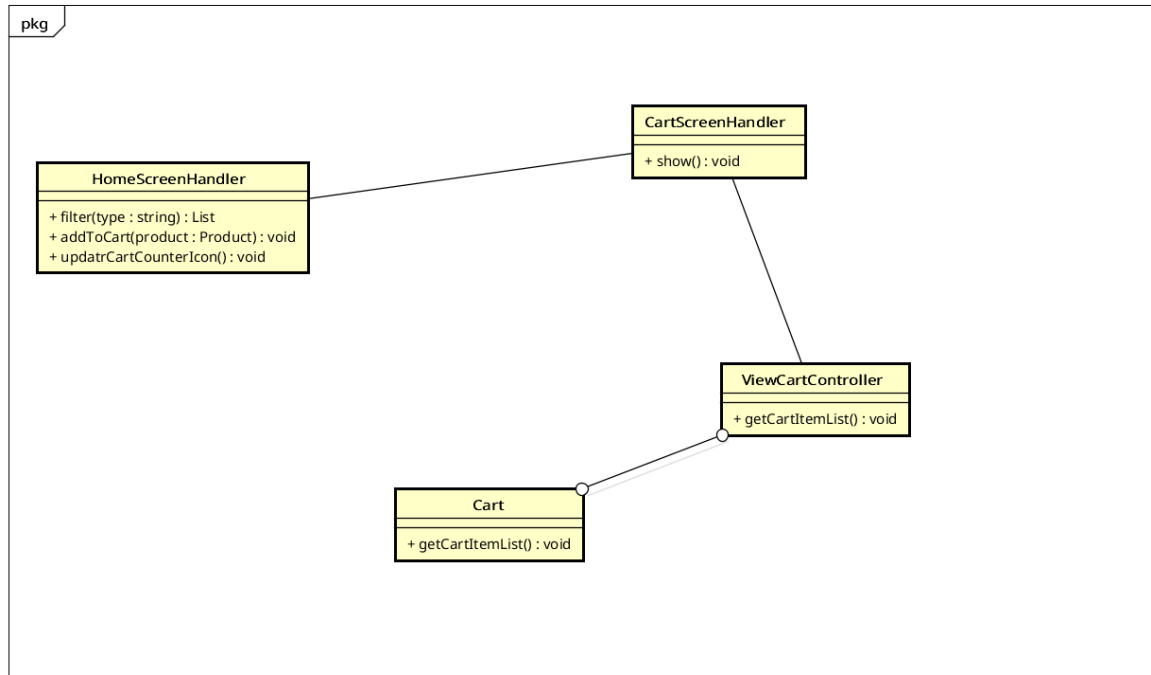 pkg
CartScreenHandler
+ show() : void
HomeScreenHandler
+ filter(type : string) : List
+ addToCart(product : Product) : void
+ updatrCartCounterIcon() : void
ViewCartController
+ getCartItemList() : void
Cart
+ getCartItemList() : void